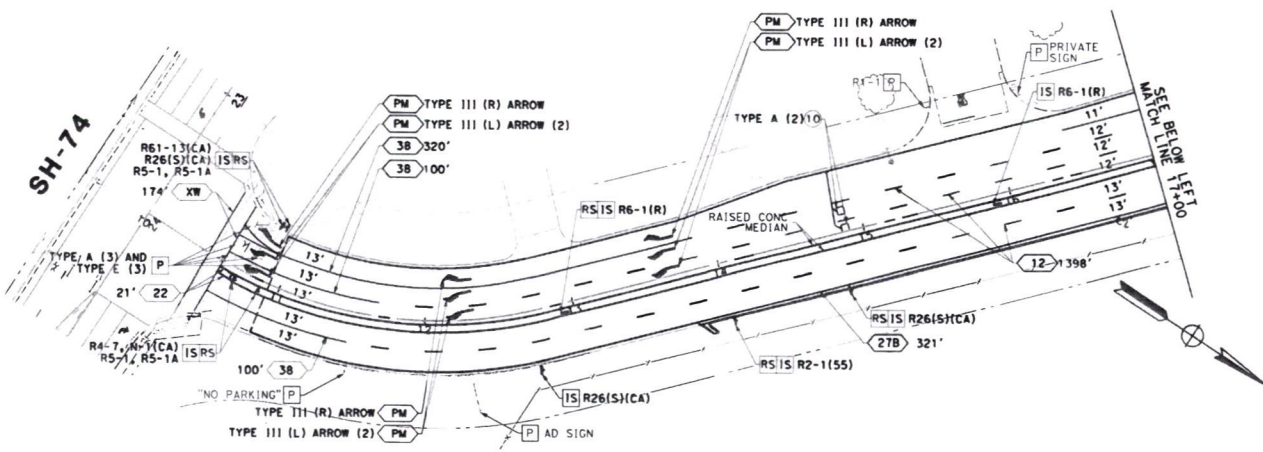 PM TYPE III (R) ARROW
PM TYPE III (L) ARROW (2)
P PRIVATE
SIGN
IS R6-1(R)
TYPE A (2)
SEE BELOW LEFT
MATCH LINE 17+00
11'
12'
12'
12'
13'
13'
SH-74
23
PM TYPE III (R) ARROW
PM TYPE III (L) ARROW (2)
38 320'
38 100'
R61-13(CA)
R26(S)(CA) IS RS
R5-1, R5-1A
174' XW
RS IS R6-1(R)
RAISED CONC
MEDIAN
TYPE A (3) AND
TYPE E (3) P
21' 22
13'
13'
13'
13'
13'
12 1398'
R4-7, N-1(CA)
R5-1, R5-1A IS RS
100' 38
RS IS R26(S)(CA)
27B 321'
RS IS R2-1(55)
"NO PARKING" P
IS R26(S)(CA)
TYPE III (R) ARROW PM
TYPE III (L) ARROW (2) PM
P AD SIGN